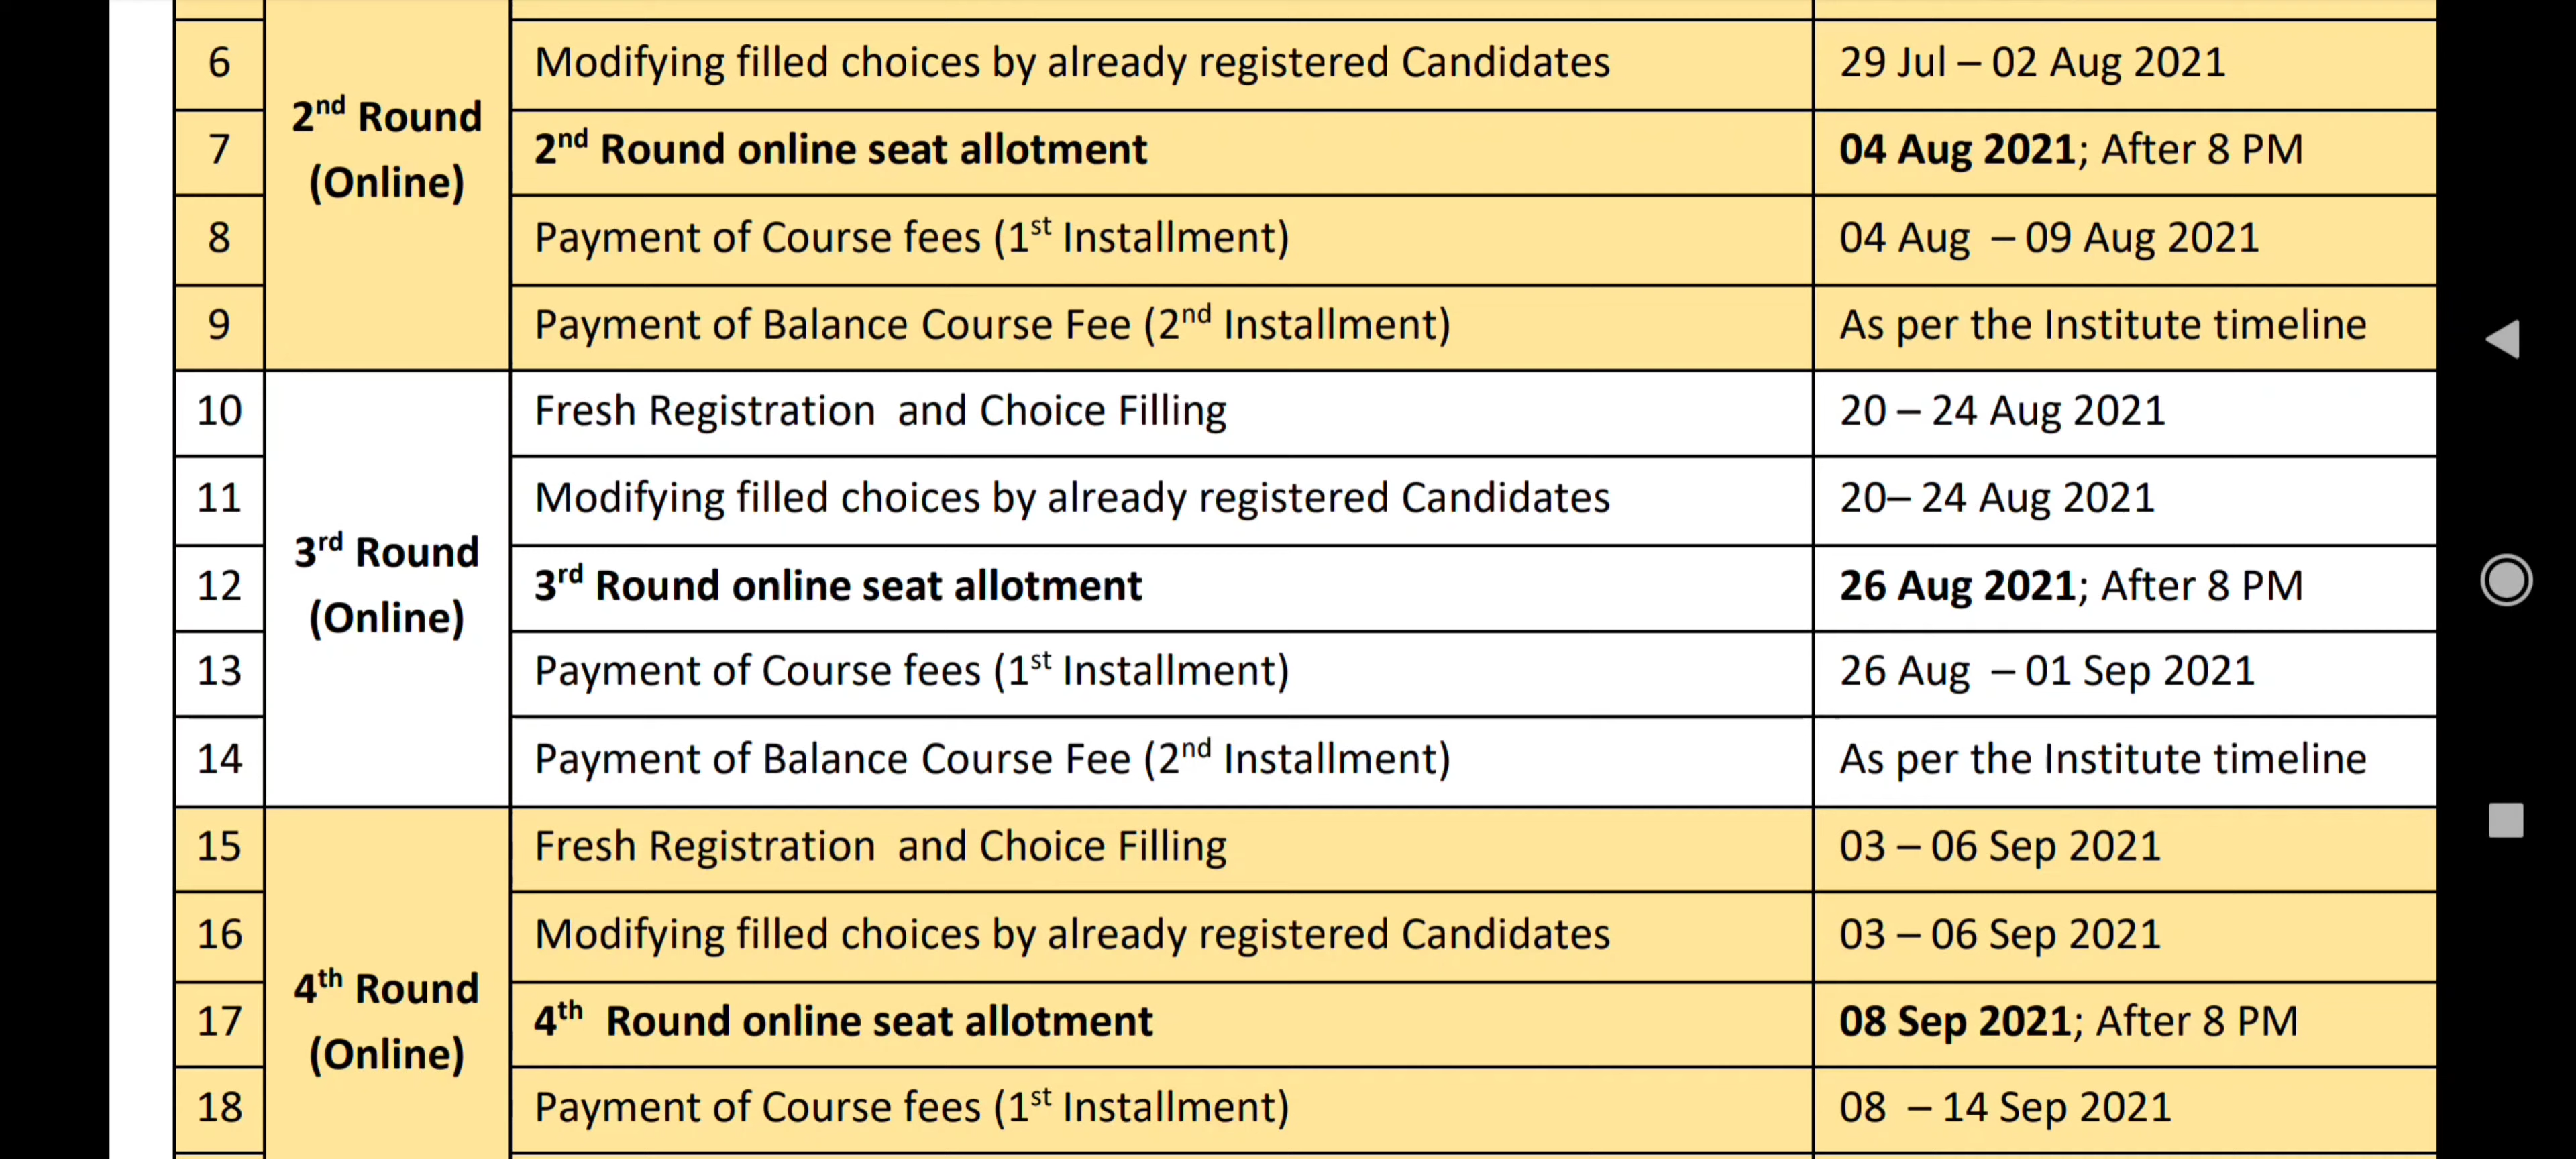 6 Modifying filled choices by already registered Candidates 29 Jul – 02 Aug 2021
2nd Round
(Online)
7 2nd Round online seat allotment 04 Aug 2021; After 8 PM
8 Payment of Course fees (1st Installment) 04 Aug – 09 Aug 2021
9 Payment of Balance Course Fee (2nd Installment) As per the Institute timeline
10 Fresh Registration and Choice Filling 20 – 24 Aug 2021
11 Modifying filled choices by already registered Candidates 20– 24 Aug 2021
3rd Round
(Online)
12 3rd Round online seat allotment 26 Aug 2021; After 8 PM
13 Payment of Course fees (1st Installment) 26 Aug – 01 Sep 2021
14 Payment of Balance Course Fee (2nd Installment) As per the Institute timeline
15 Fresh Registration and Choice Filling 03 – 06 Sep 2021
16 Modifying filled choices by already registered Candidates 03 – 06 Sep 2021
4th Round
(Online)
17 4th Round online seat allotment 08 Sep 2021; After 8 PM
18 Payment of Course fees (1st Installment) 08 – 14 Sep 2021